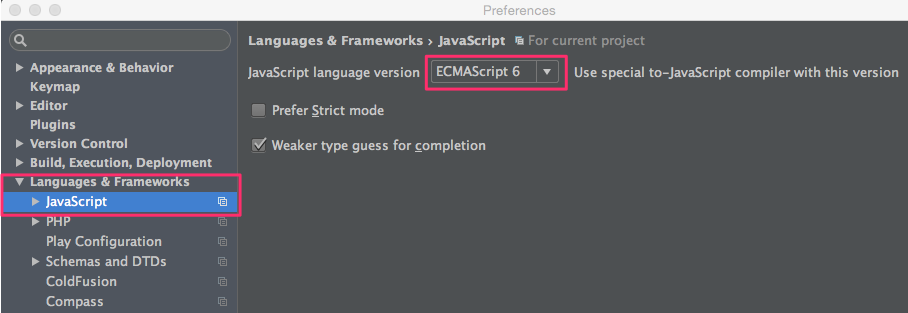 Preferences
Languages & Frameworks › JavaScript For current project
JavaScript language version ECMAScript 6 Use special to-JavaScript compiler with this version
Prefer Strict mode
Weaker type guess for completion
Appearance & Behavior
Keymap
Editor
Plugins
Version Control
Build, Execution, Deployment
Languages & Frameworks
JavaScript
PHP
Play Configuration
Schemas and DTDs
ColdFusion
Compass